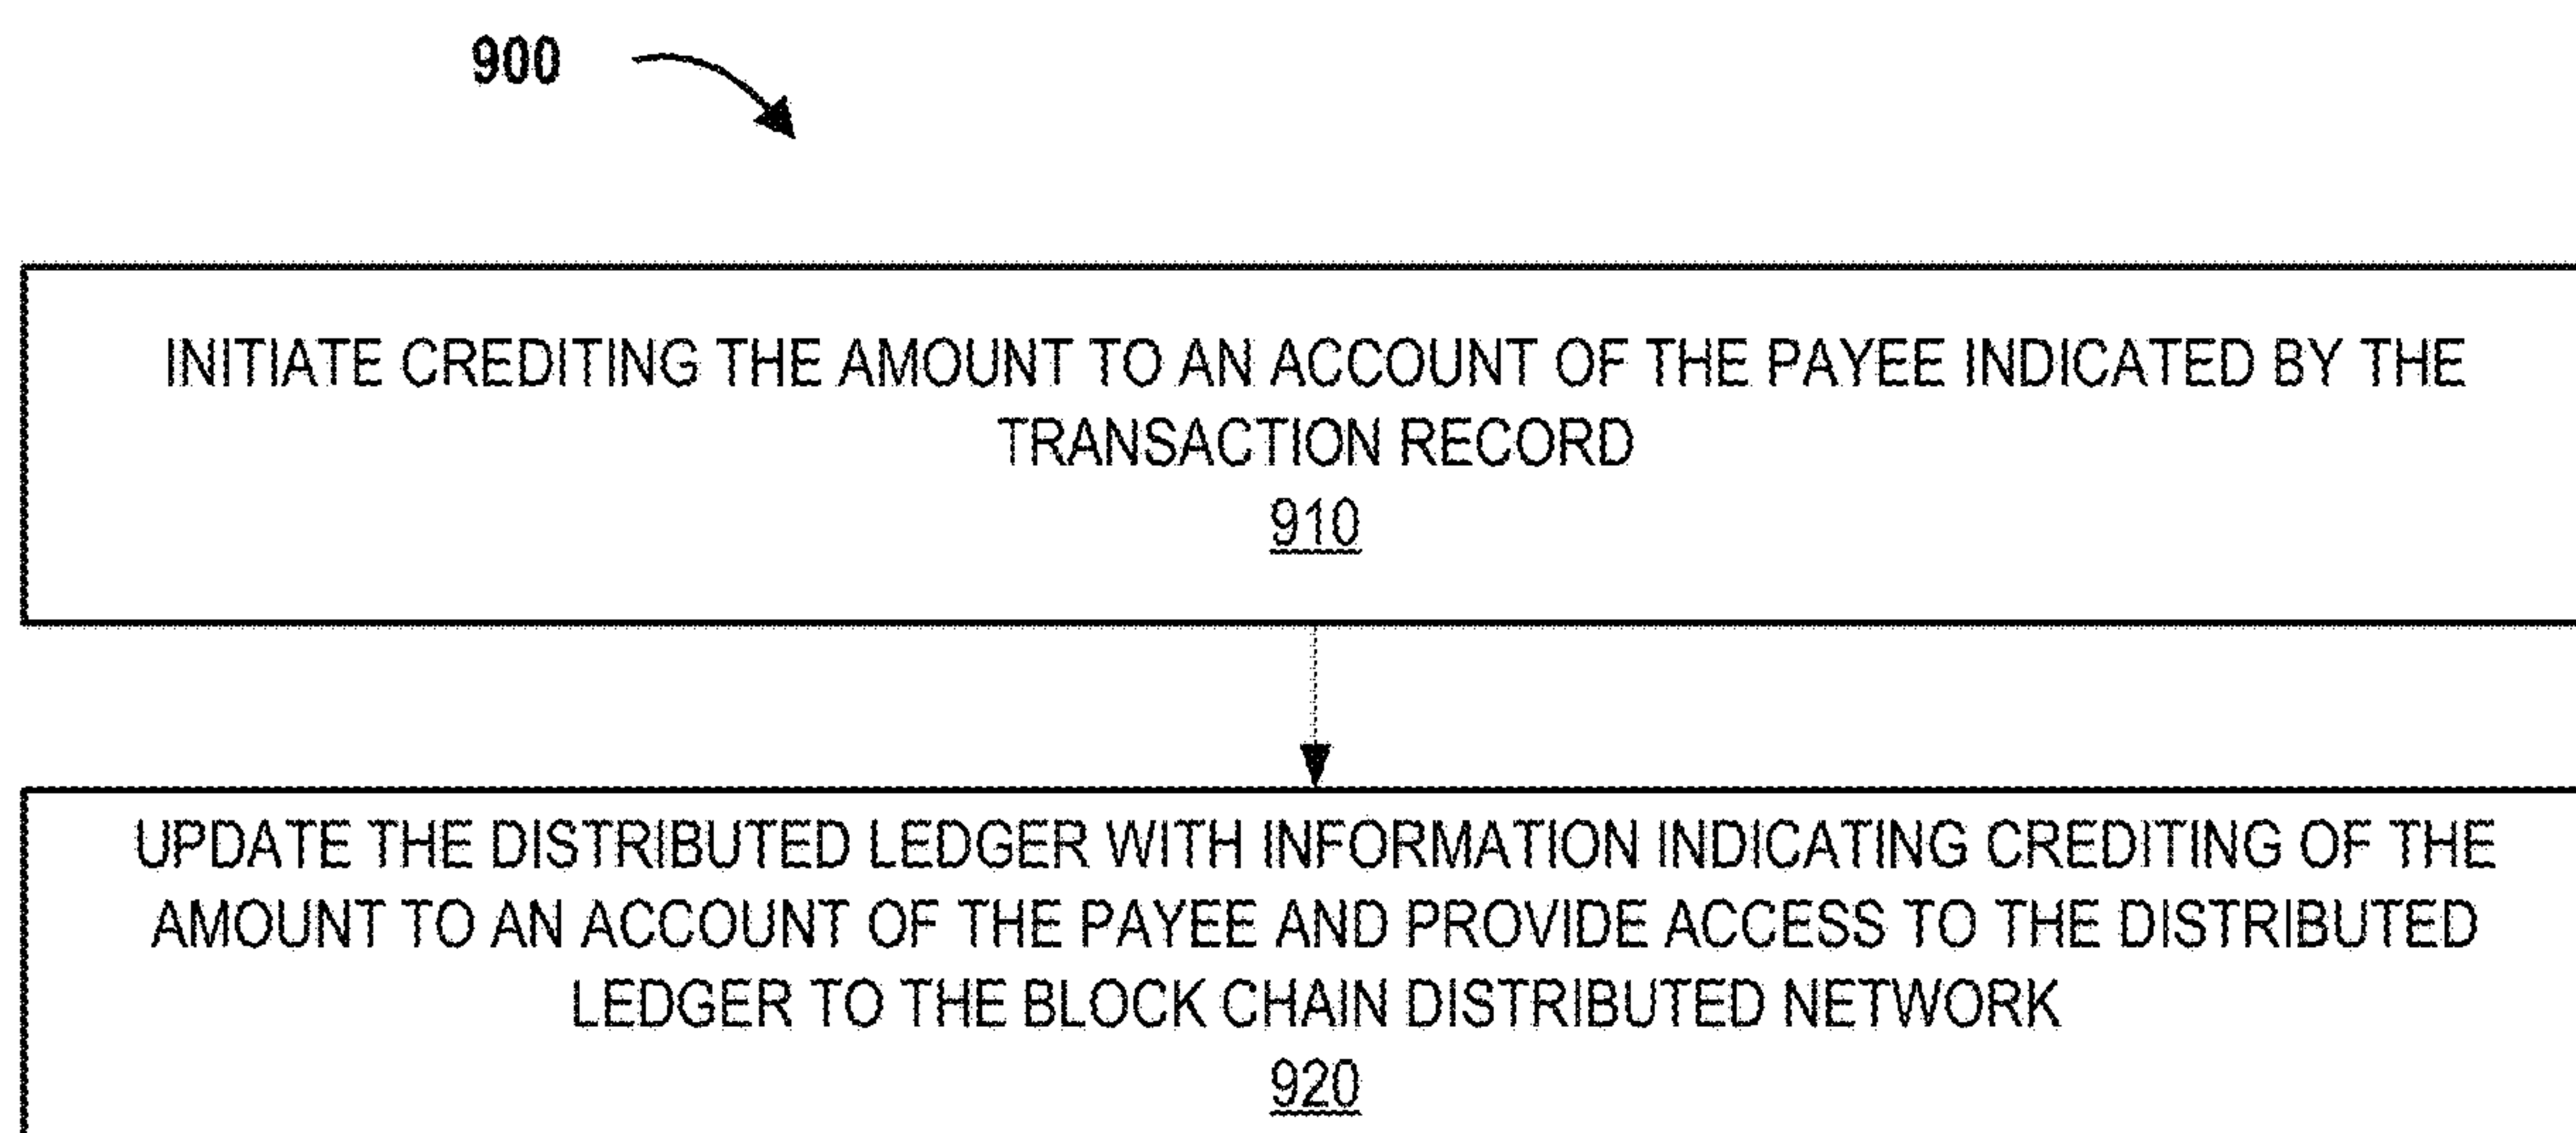 900
INITIATE CREDITING THE AMOUNT TO AN ACCOUNT OF THE PAYEE INDICATED BY THE
TRANSACTION RECORD
910
UPDATE THE DISTRIBUTED LEDGER WITH INFORMATION INDICATING CREDITING OF THE
AMOUNT TO AN ACCOUNT OF THE PAYEE AND PROVIDE ACCESS TO THE DISTRIBUTED
LEDGER TO THE BLOCK CHAIN DISTRIBUTED NETWORK
920